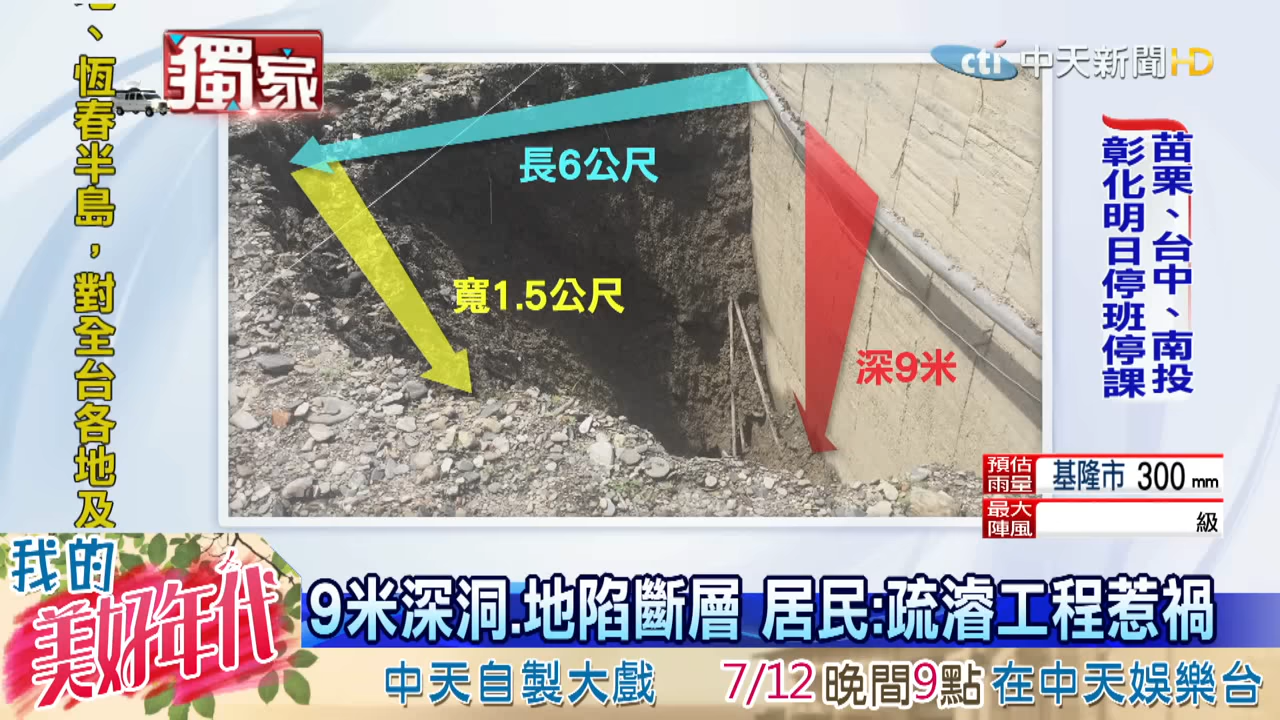 獨家
cti 中天新聞HD
、恆春半島，對全台各地及
長6公尺
寬1.5公尺
深9米
苗栗、台中、南投
彰化明日停班停課
預估雨量 基隆市 300 mm
最大陣風 級
我的
美好年代
9米深洞.地陷斷層 居民:疏濬工程惹禍
中天自製大戲 7/12晚間9點在中天娛樂台